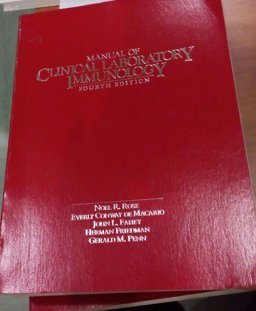 MANUAL OF
CLINICAL LABORATORY
IMMUNOLOGY
FOURTH EDITION
NOEL R. ROSE
EVERLY CONWAY DE MACARIO
JOHN L. FAHEY
HERMAN FRIEDMAN
GERALD M. PENN